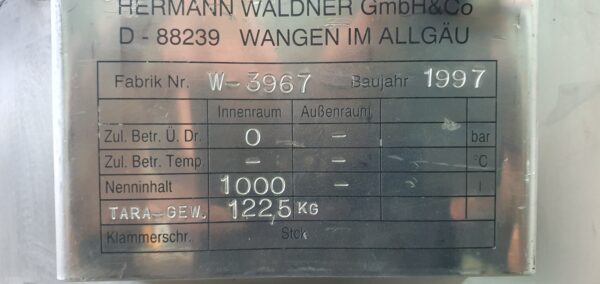 HERMANN WALDNER GmbH&Co
D - 88239 WANGEN IM ALLGÄU
Fabrik Nr. W-3967 Baujahr 1997
Innenraum Außenraum
Zul. Betr. Ü. Dr. 0 - bar
Zul. Betr. Temp. - - °C
Nenninhalt 1000 - l
TARA-GEW. 122,5 KG
Klammerschr. Stck